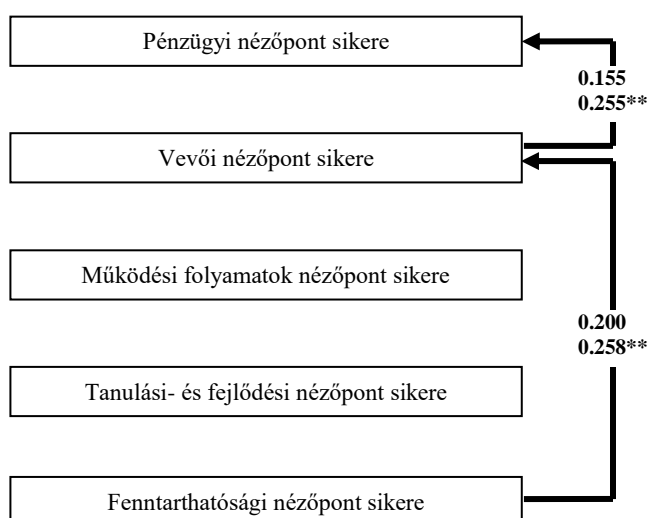 Pénzügyi nézőpont sikere
0.155
0.255**
Vevői nézőpont sikere
Működési folyamatok nézőpont sikere
0.200
0.258**
Tanulási- és fejlődési nézőpont sikere
Fenntarthatósági nézőpont sikere